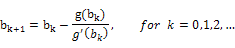 b_{k+1} = b_k − g(b_k)/g′(b_k), for k = 0,1,2, ...